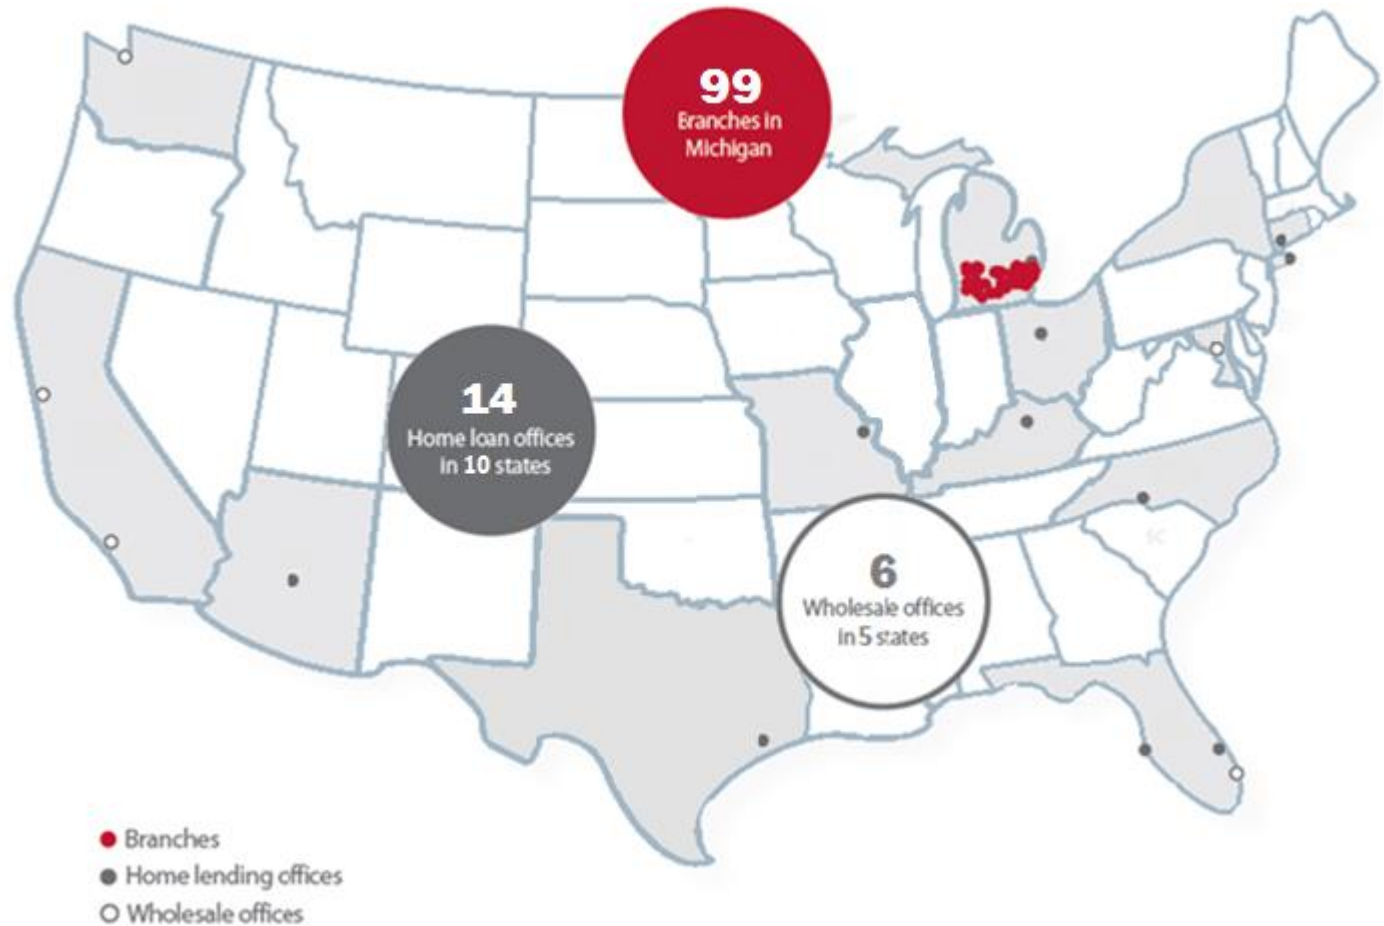 99
Branches in
Michigan
14
Home loan offices
in 10 states
6
Wholesale offices
in 5 states
Branches
Home lending offices
Wholesale offices